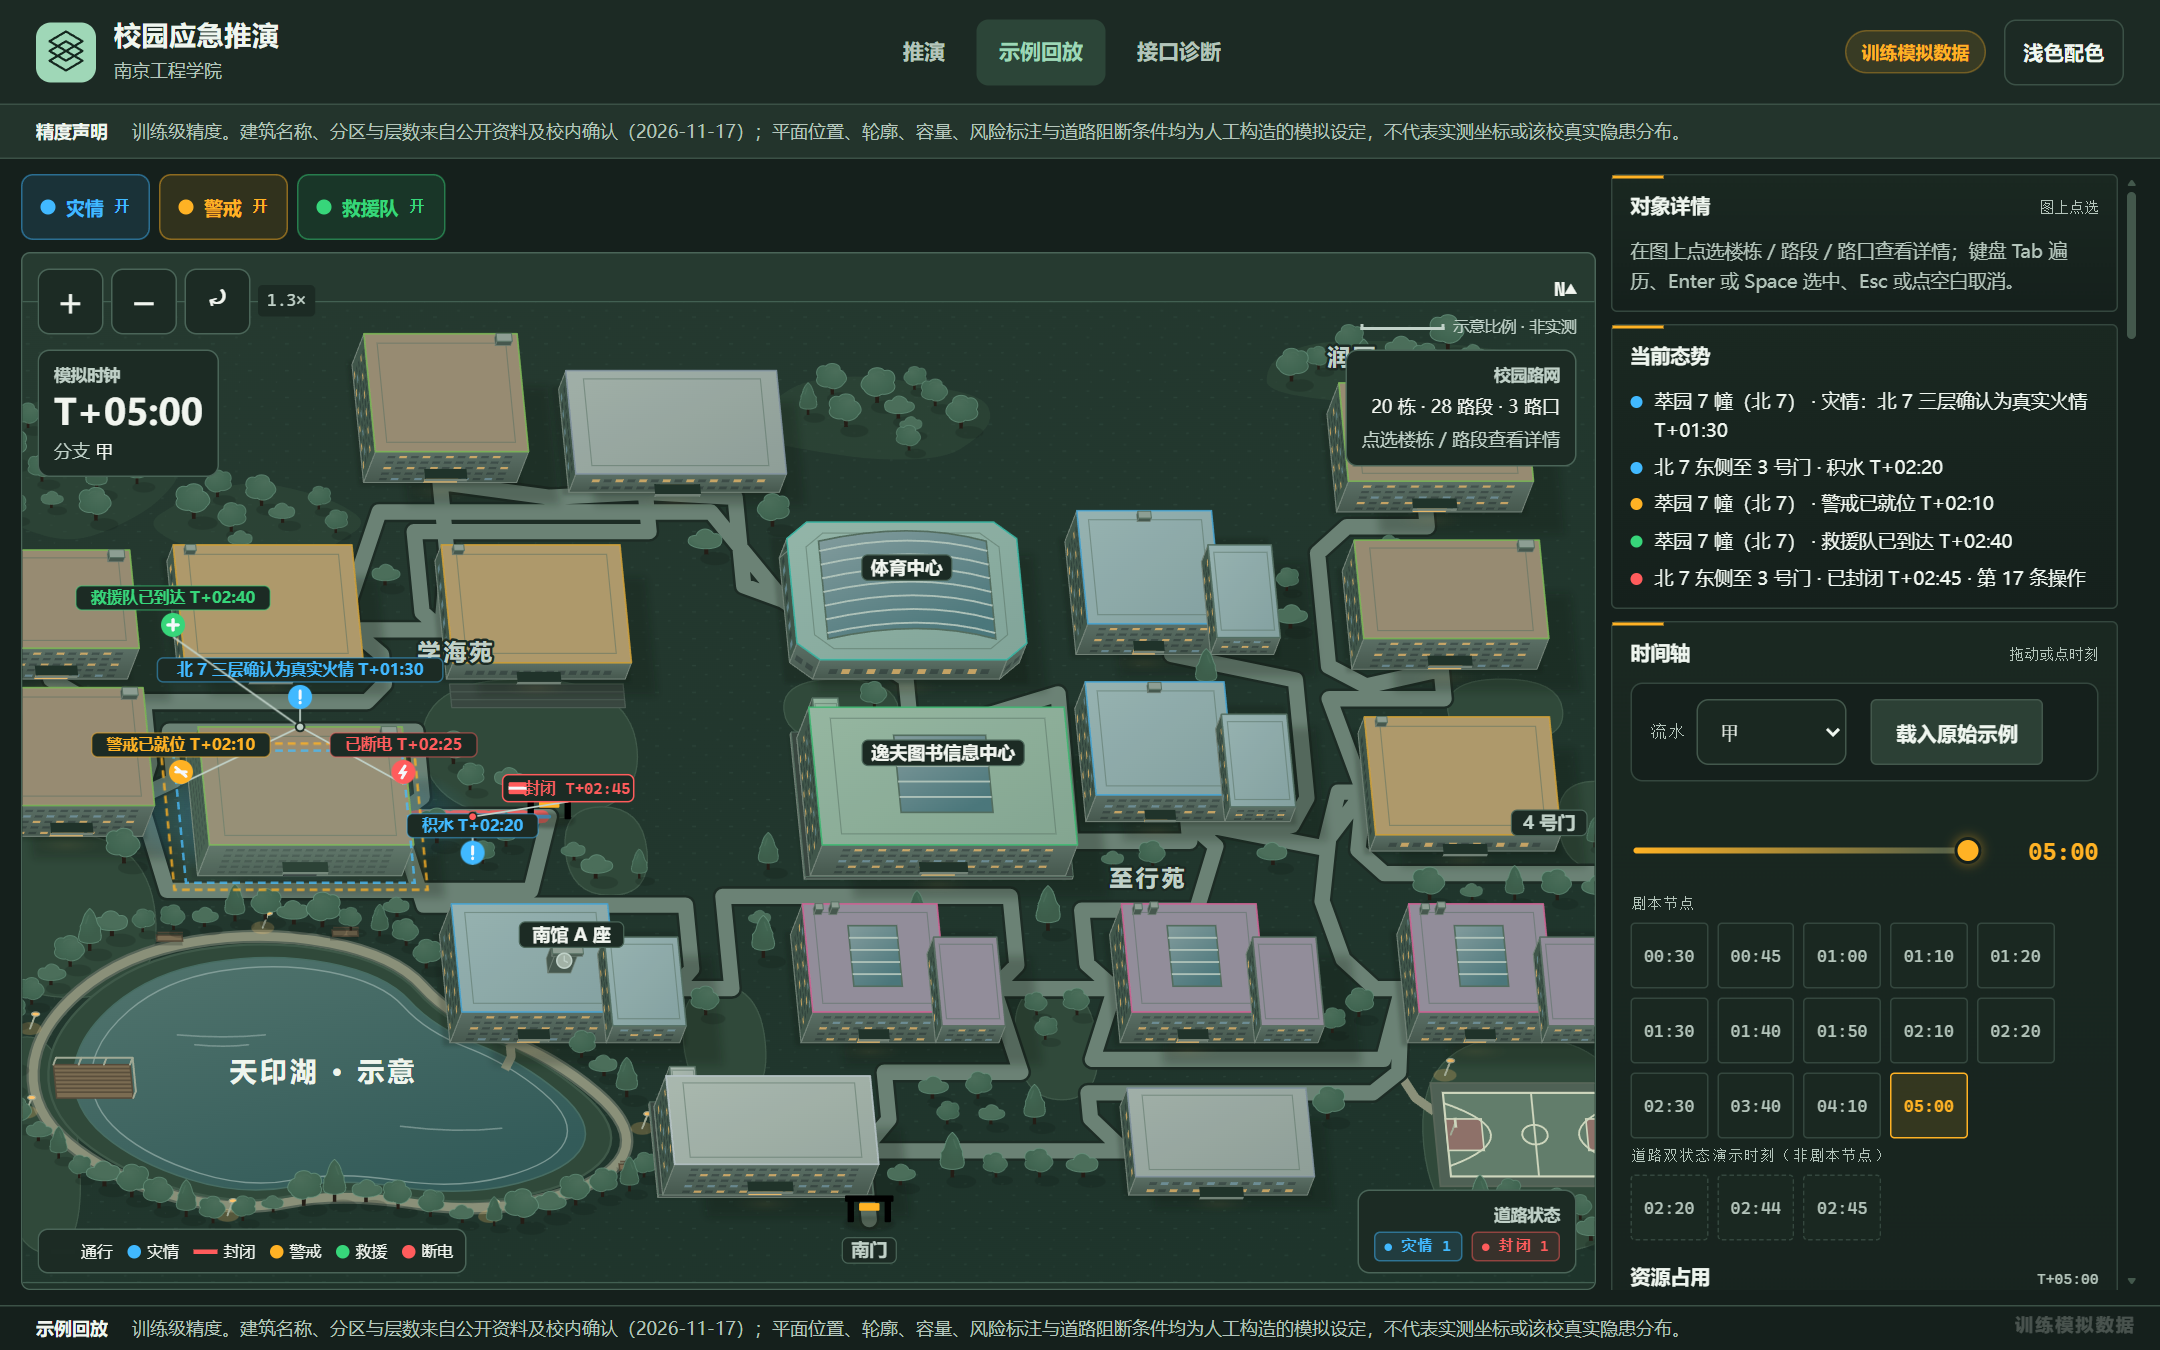 校园应急推演
南京工程学院
推演
示例回放
接口诊断
训练模拟数据
浅色配色
精度声明 训练级精度。建筑名称、分区与层数来自公开资料及校内确认（2026-11-17）；平面位置、轮廓、容量、风险标注与道路阻断条件均为人工构造的模拟设定，不代表实测坐标或该校真实隐患分布。
灾情 开
警戒 开
救援队 开
+
−
1.3×
N
示意比例 · 非实测
模拟时钟
T+05:00
分支 甲
校园路网
20 栋 · 28 路段 · 3 路口
点选楼栋 / 路段查看详情
体育中心
救援队已到达 T+02:40
学海苑
北 7 三层确认为真实火情 T+01:30
警戒已就位 T+02:10
已断电 T+02:25
逸夫图书信息中心
封闭 T+02:45
积水 T+02:20
4 号门
至行苑
南馆 A 座
天印湖 · 示意
南门
通行 灾情 封闭 警戒 救援 断电
道路状态
灾情 1
封闭 1
对象详情
图上点选
在图上点选楼栋 / 路段 / 路口查看详情；键盘 Tab 遍
历、Enter 或 Space 选中、Esc 或点空白取消。
当前态势
萃园 7 幢（北 7） · 灾情：北 7 三层确认为真实火情
T+01:30
北 7 东侧至 3 号门 · 积水 T+02:20
萃园 7 幢（北 7） · 警戒已就位 T+02:10
萃园 7 幢（北 7） · 救援队已到达 T+02:40
北 7 东侧至 3 号门 · 已封闭 T+02:45 · 第 17 条操作
时间轴
拖动或点时刻
流水 甲
载入原始示例
05:00
剧本节点
00:30 00:45 01:00 01:10 01:20
01:30 01:40 01:50 02:10 02:20
02:30 03:40 04:10 05:00
道路双状态演示时刻（非剧本节点）
02:20 02:44 02:45
资源占用
T+05:00
示例回放 训练级精度。建筑名称、分区与层数来自公开资料及校内确认（2026-11-17）；平面位置、轮廓、容量、风险标注与道路阻断条件均为人工构造的模拟设定，不代表实测坐标或该校真实隐患分布。
训练模拟数据